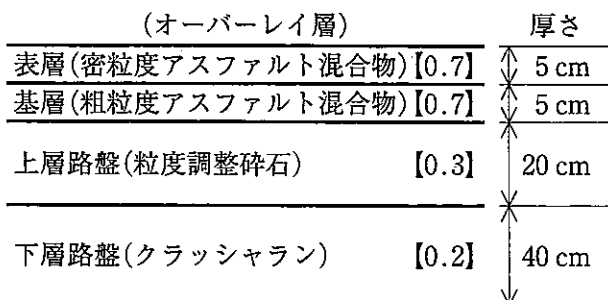 (オーバーレイ層) 厚さ
表層(密粒度アスファルト混合物)【0.7】 5 cm
基層(粗粒度アスファルト混合物)【0.7】 5 cm
上層路盤(粒度調整砕石) 【0.3】 20 cm
下層路盤(クラッシャラン) 【0.2】 40 cm